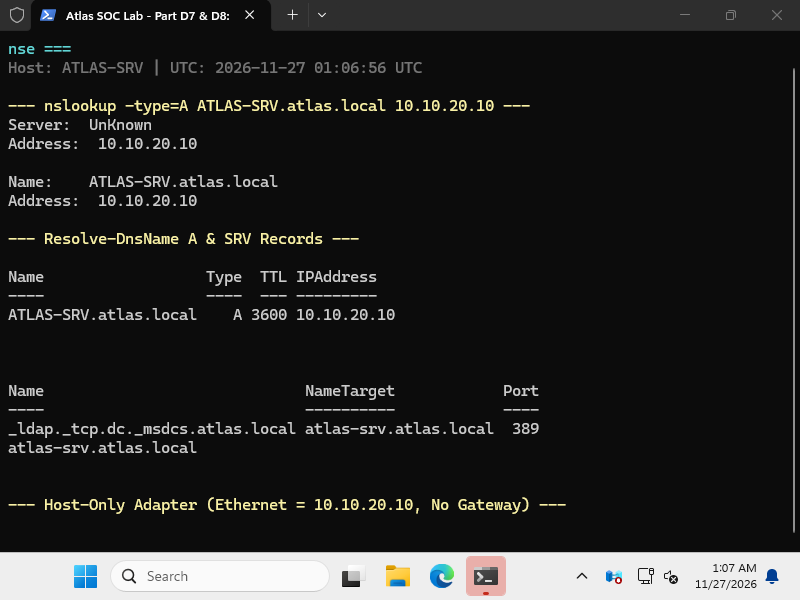 Atlas SOC Lab - Part D7 & D8:
nse ===
Host: ATLAS-SRV | UTC: 2026-11-27 01:06:56 UTC
--- nslookup -type=A ATLAS-SRV.atlas.local 10.10.20.10 ---
Server:  UnKnown
Address:  10.10.20.10
Name:    ATLAS-SRV.atlas.local
Address:  10.10.20.10
--- Resolve-DnsName A & SRV Records ---
Name                  Type  TTL IPAddress
----                  ----  --- ---------
ATLAS-SRV.atlas.local    A 3600 10.10.20.10
Name                             NameTarget            Port
----                             ----------            ----
_ldap._tcp.dc._msdcs.atlas.local atlas-srv.atlas.local  389
atlas-srv.atlas.local
--- Host-Only Adapter (Ethernet = 10.10.20.10, No Gateway) ---
Search
1:07 AM
11/27/2026